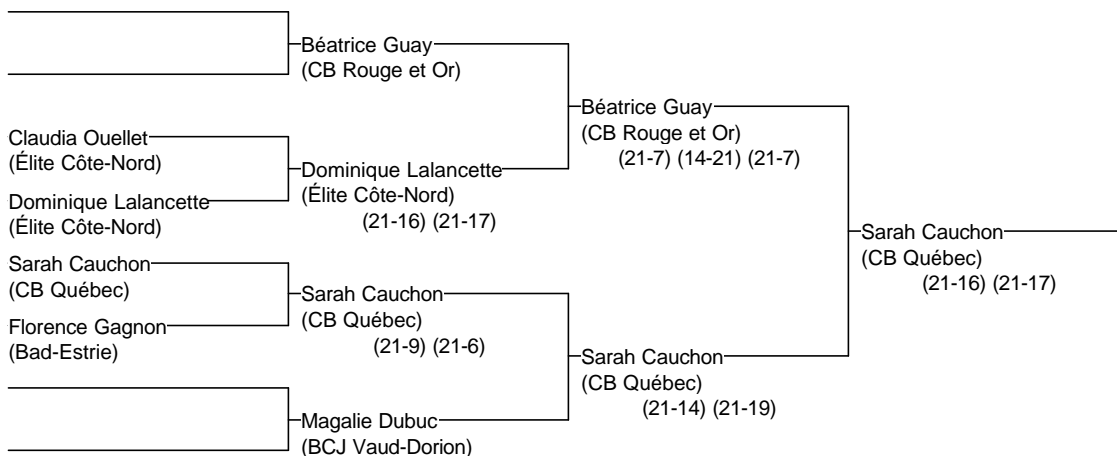 Béatrice Guay
(CB Rouge et Or)
Béatrice Guay
(CB Rouge et Or)
(21-7) (14-21) (21-7)
Claudia Ouellet
(Élite Côte-Nord)
Dominique Lalancette
(Élite Côte-Nord)
(21-16) (21-17)
Dominique Lalancette
(Élite Côte-Nord)
Sarah Cauchon
(CB Québec)
(21-16) (21-17)
Sarah Cauchon
(CB Québec)
Sarah Cauchon
(CB Québec)
(21-9) (21-6)
Florence Gagnon
(Bad-Estrie)
Sarah Cauchon
(CB Québec)
(21-14) (21-19)
Magalie Dubuc
(BCJ Vaud-Dorion)